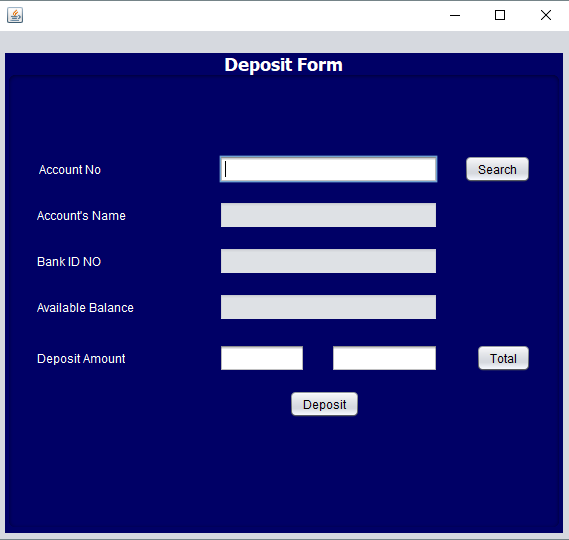 Deposit Form
Account No
Search
Account's Name
Bank ID NO
Available Balance
Deposit Amount
Total
Deposit